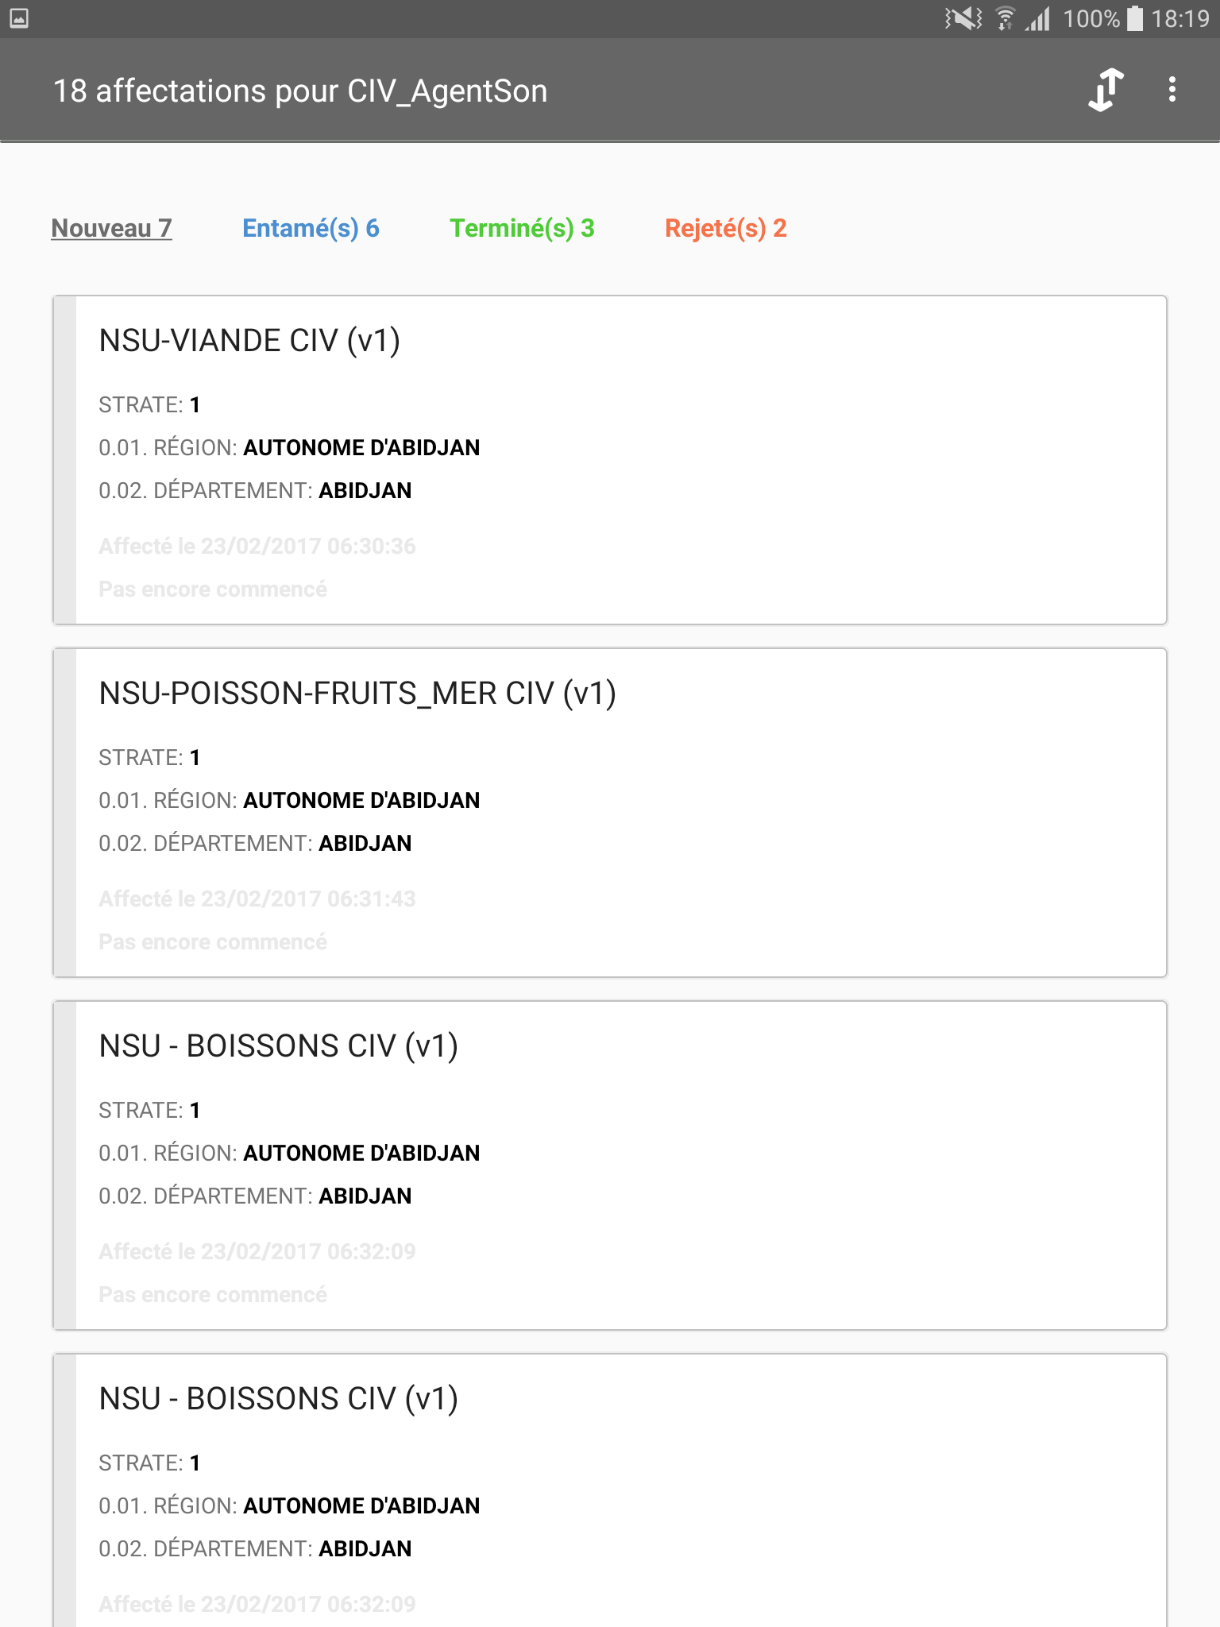 100% 18:19
18 affectations pour CIV_AgentSon
Nouveau 7 Entamé(s) 6 Terminé(s) 3 Rejeté(s) 2
NSU-VIANDE CIV (v1)
STRATE: 1
0.01. RÉGION: AUTONOME D'ABIDJAN
0.02. DÉPARTEMENT: ABIDJAN
Affecté le 23/02/2017 06:30:36
Pas encore commencé
NSU-POISSON-FRUITS_MER CIV (v1)
STRATE: 1
0.01. RÉGION: AUTONOME D'ABIDJAN
0.02. DÉPARTEMENT: ABIDJAN
Affecté le 23/02/2017 06:31:43
Pas encore commencé
NSU - BOISSONS CIV (v1)
STRATE: 1
0.01. RÉGION: AUTONOME D'ABIDJAN
0.02. DÉPARTEMENT: ABIDJAN
Affecté le 23/02/2017 06:32:09
Pas encore commencé
NSU - BOISSONS CIV (v1)
STRATE: 1
0.01. RÉGION: AUTONOME D'ABIDJAN
0.02. DÉPARTEMENT: ABIDJAN
Affecté le 23/02/2017 06:32:09